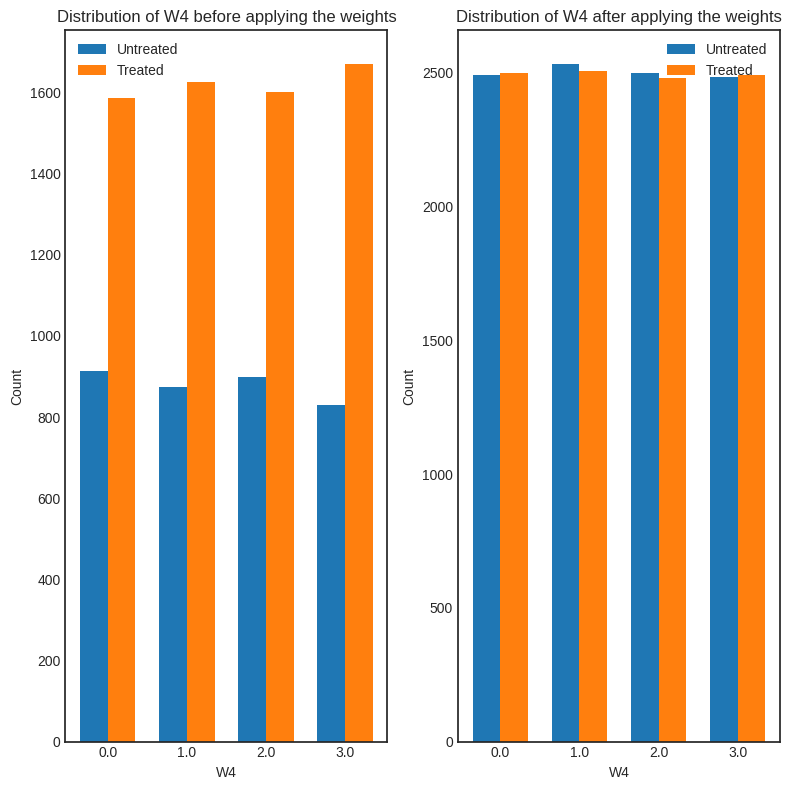 Distribution of W4 before applying the weights
Untreated
Treated
1600
1400
1200
1000
800
600
400
200
0
Count
0.0 1.0 2.0 3.0
W4
Distribution of W4 after applying the weights
Untreated
Treated
2500
2000
1500
1000
500
0
Count
0.0 1.0 2.0 3.0
W4